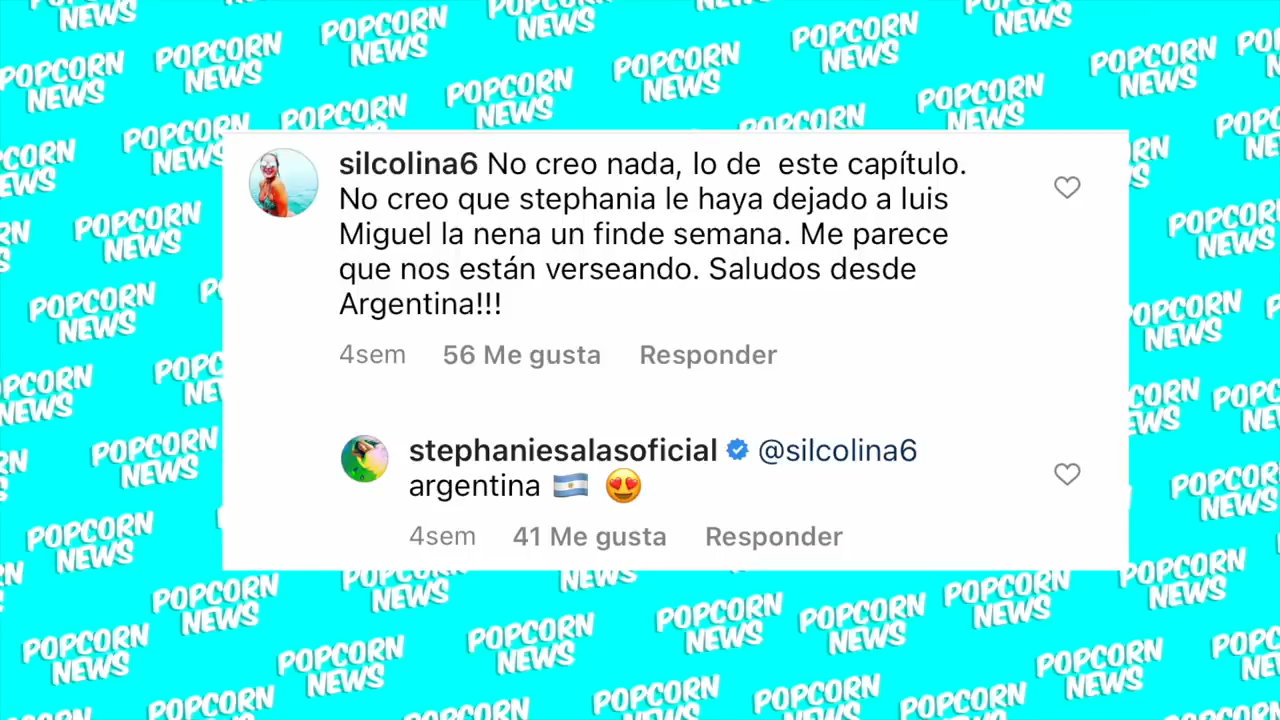 silcolina6 No creo nada, lo de  este capítulo.
No creo que stephania le haya dejado a luis
Miguel la nena un finde semana. Me parece
que nos están verseando. Saludos desde
Argentina!!!
4sem 56 Me gusta Responder
stephaniesalasoficial @silcolina6
argentina 🇦🇷 😍
4sem 41 Me gusta Responder
POPCORN
NEWS